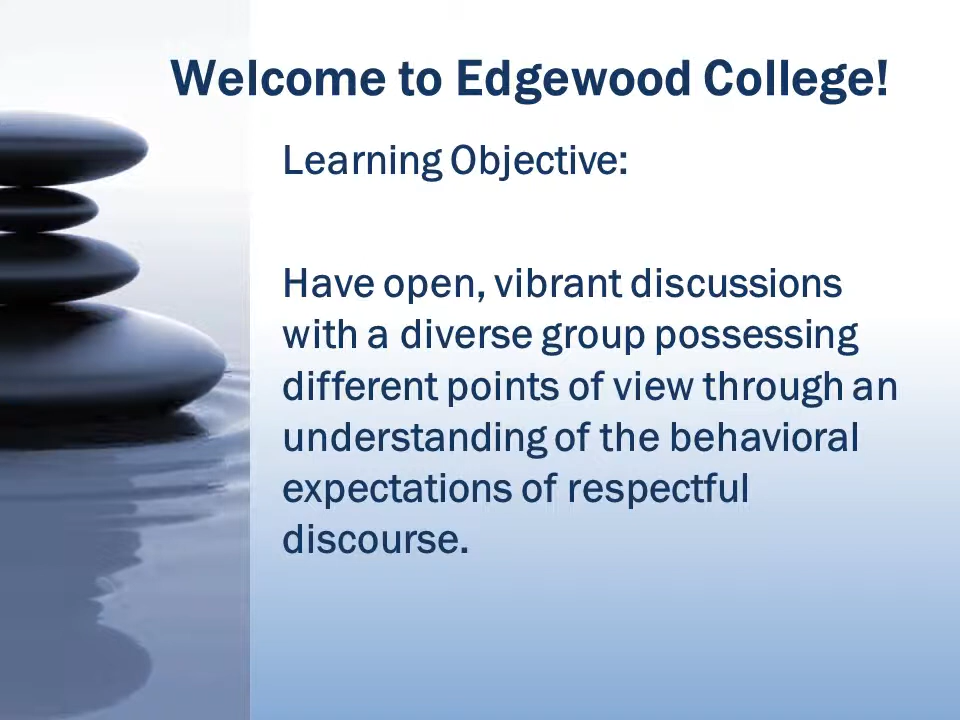 Welcome to Edgewood College!
Learning Objective:
Have open, vibrant discussions
with a diverse group possessing
different points of view through an
understanding of the behavioral
expectations of respectful
discourse.